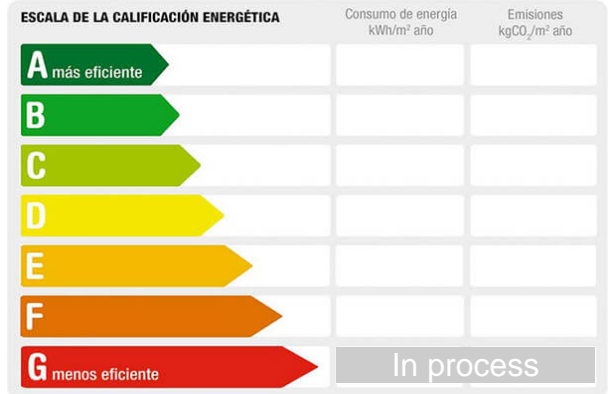 ESCALA DE LA CALIFICACIÓN ENERGÉTICA
Consumo de energía
kWh/m² año
Emisiones
kgCO₂/m² año
A más eficiente
B
C
D
E
F
G menos eficiente
In process